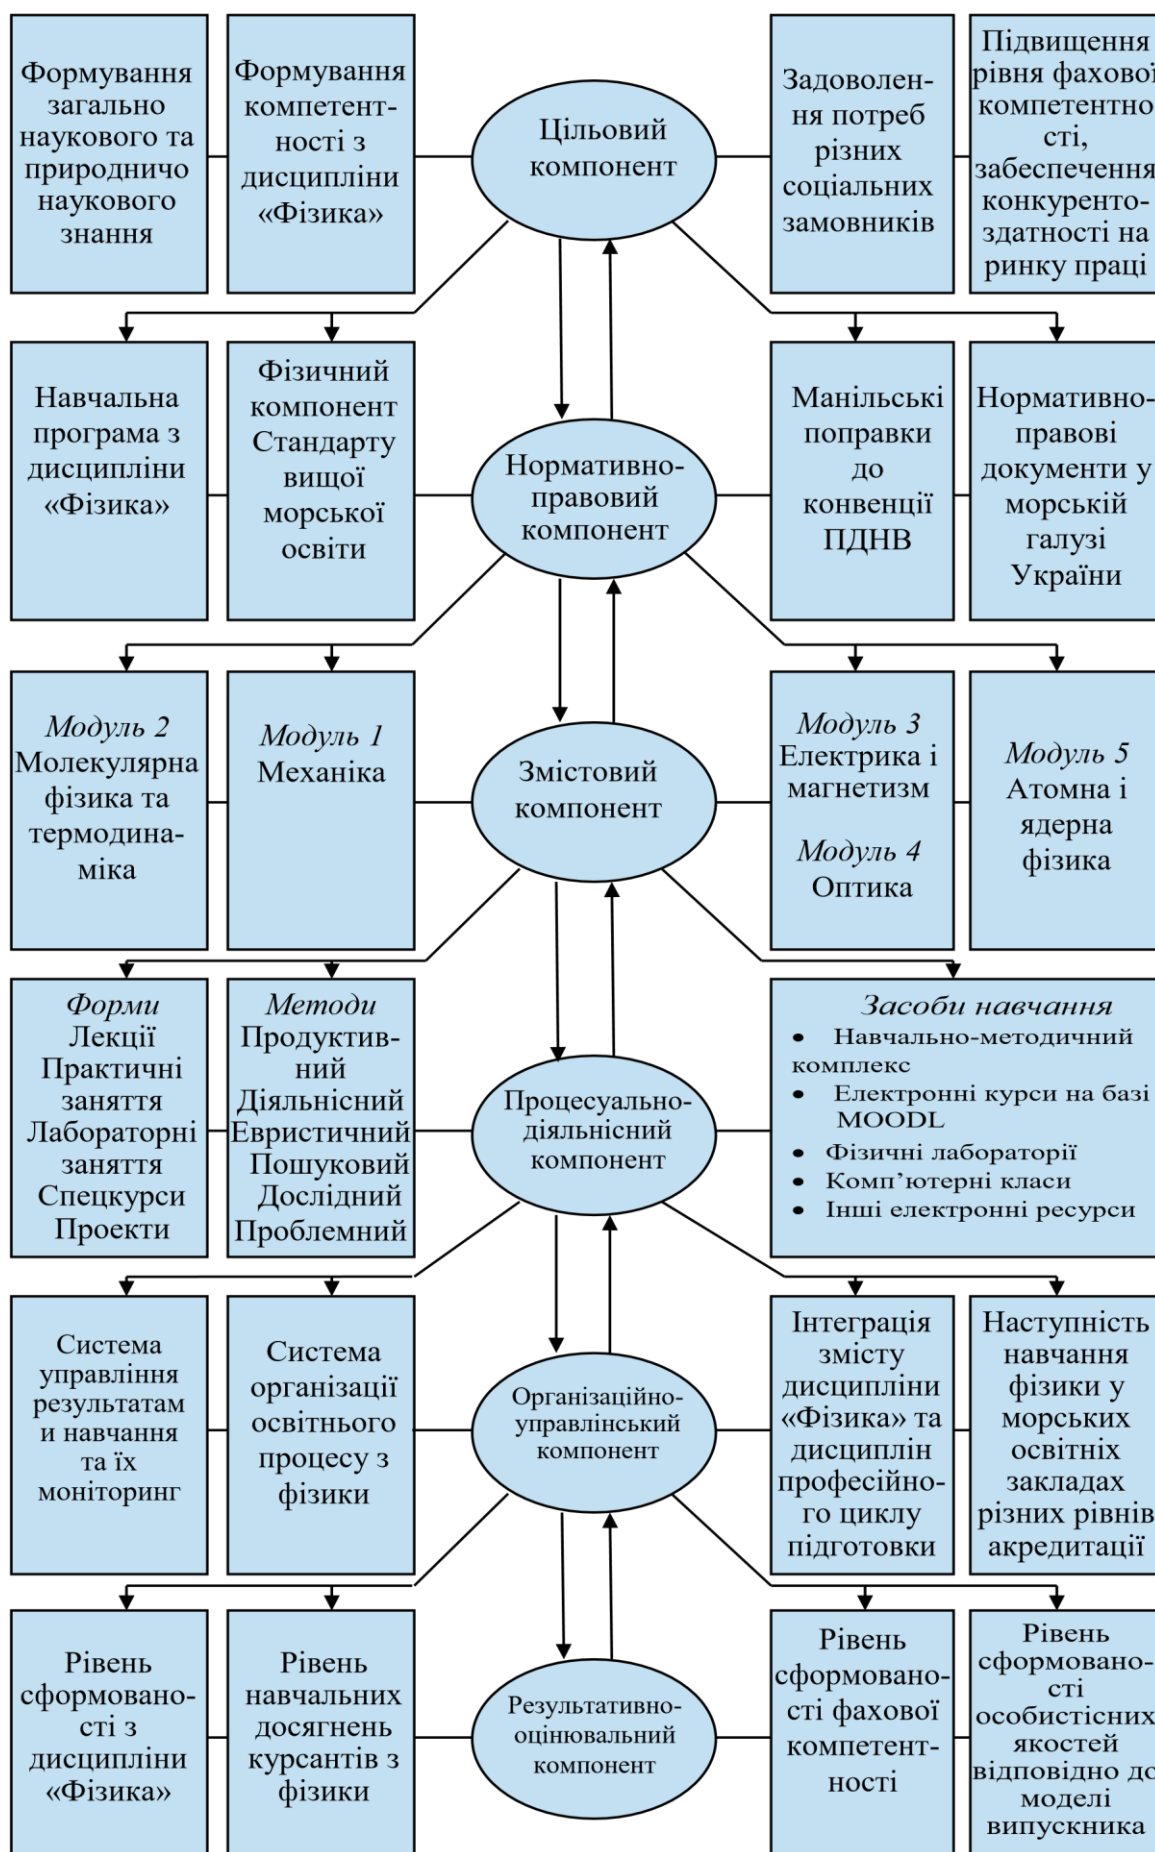 Формування
загально
наукового та
природничо
наукового
знання
Формування
компетент-
ності з
дисципліни
«Фізика»
Цільовий
компонент
Задоволен-
ня потреб
різних
соціальних
замовників
Підвищення
рівня фахової
компетентно
сті,
забеспечення
конкуренто-
здатності на
ринку праці
Навчальна
програма з
дисципліни
«Фізика»
Фізичний
компонент
Стандарту
вищої
морської
освіти
Нормативно-
правовий
компонент
Манільські
поправки
до
конвенції
ПДНВ
Нормативно-
правові
документи у
морській
галузі
України
Модуль 2
Молекулярна
фізика та
термодина-
міка
Модуль 1
Механіка
Змістовий
компонент
Модуль 3
Електрика і
магнетизм
Модуль 4
Оптика
Модуль 5
Атомна і
ядерна
фізика
Форми
Лекції
Практичні
заняття
Лабораторні
заняття
Спецкурси
Проекти
Методи
Продуктив-
ний
Діяльнісний
Евристичний
Пошуковий
Дослідний
Проблемний
Процесуально-
діяльнісний
компонент
Засоби навчання
• Навчально-методичний
комплекс
• Електронні курси на базі
MOODL
• Фізичні лабораторії
• Комп’ютерні класи
• Інші електронні ресурси
Система
управління
результатам
и навчання
та їх
моніторинг
Система
організації
освітнього
процесу з
фізики
Організаційно-
управлінський
компонент
Інтеграція
змісту
дисципліни
«Фізика» та
дисциплін
професійно-
го циклу
підготовки
Наступність
навчання
фізики у
морських
освітніх
закладах
різних рівнів
акредитації
Рівень
сформовано-
сті з
дисципліни
«Фізика»
Рівень
навчальних
досягнень
курсантів з
фізики
Результативно-
оцінювальний
компонент
Рівень
сформовано-
сті фахової
компетент-
ності
Рівень
сформовано-
сті
особистісних
якостей
відповідно до
моделі
випускника